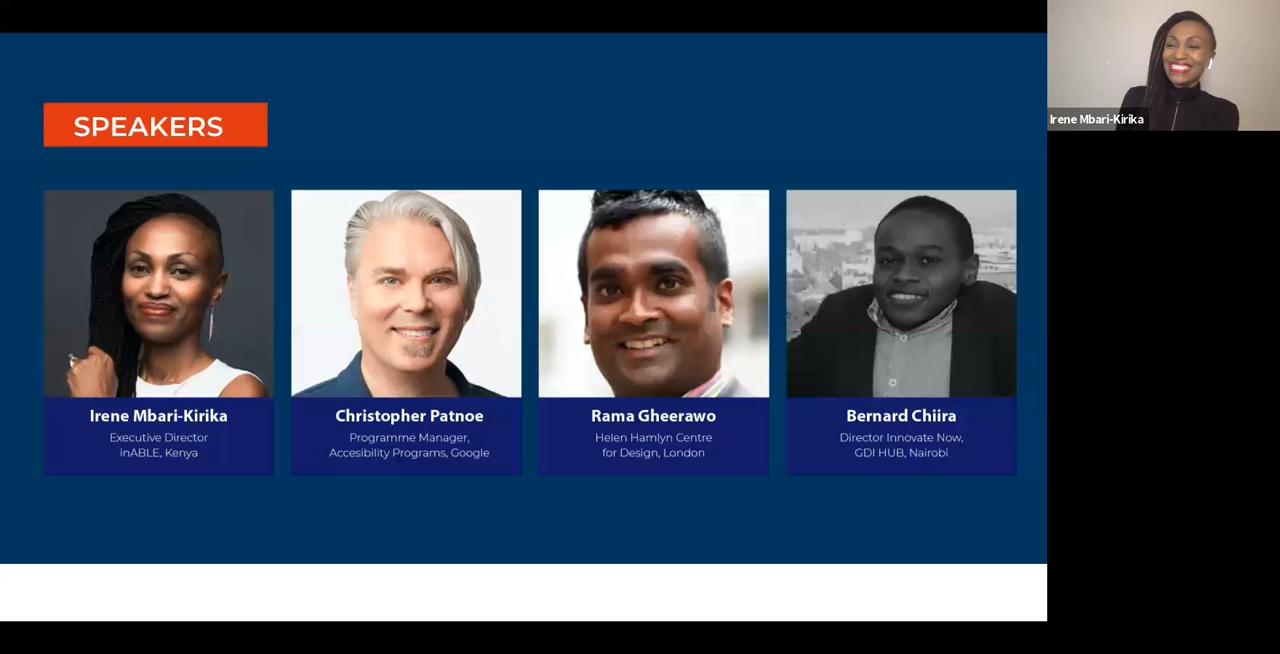 SPEAKERS
Irene Mbari-Kirika
Irene Mbari-Kirika
Executive Director
inABLE, Kenya
Christopher Patnoe
Programme Manager,
Accesibility Programs, Google
Rama Gheerawo
Helen Hamlyn Centre
for Design, London
Bernard Chiira
Director Innovate Now,
GDI HUB, Nairobi